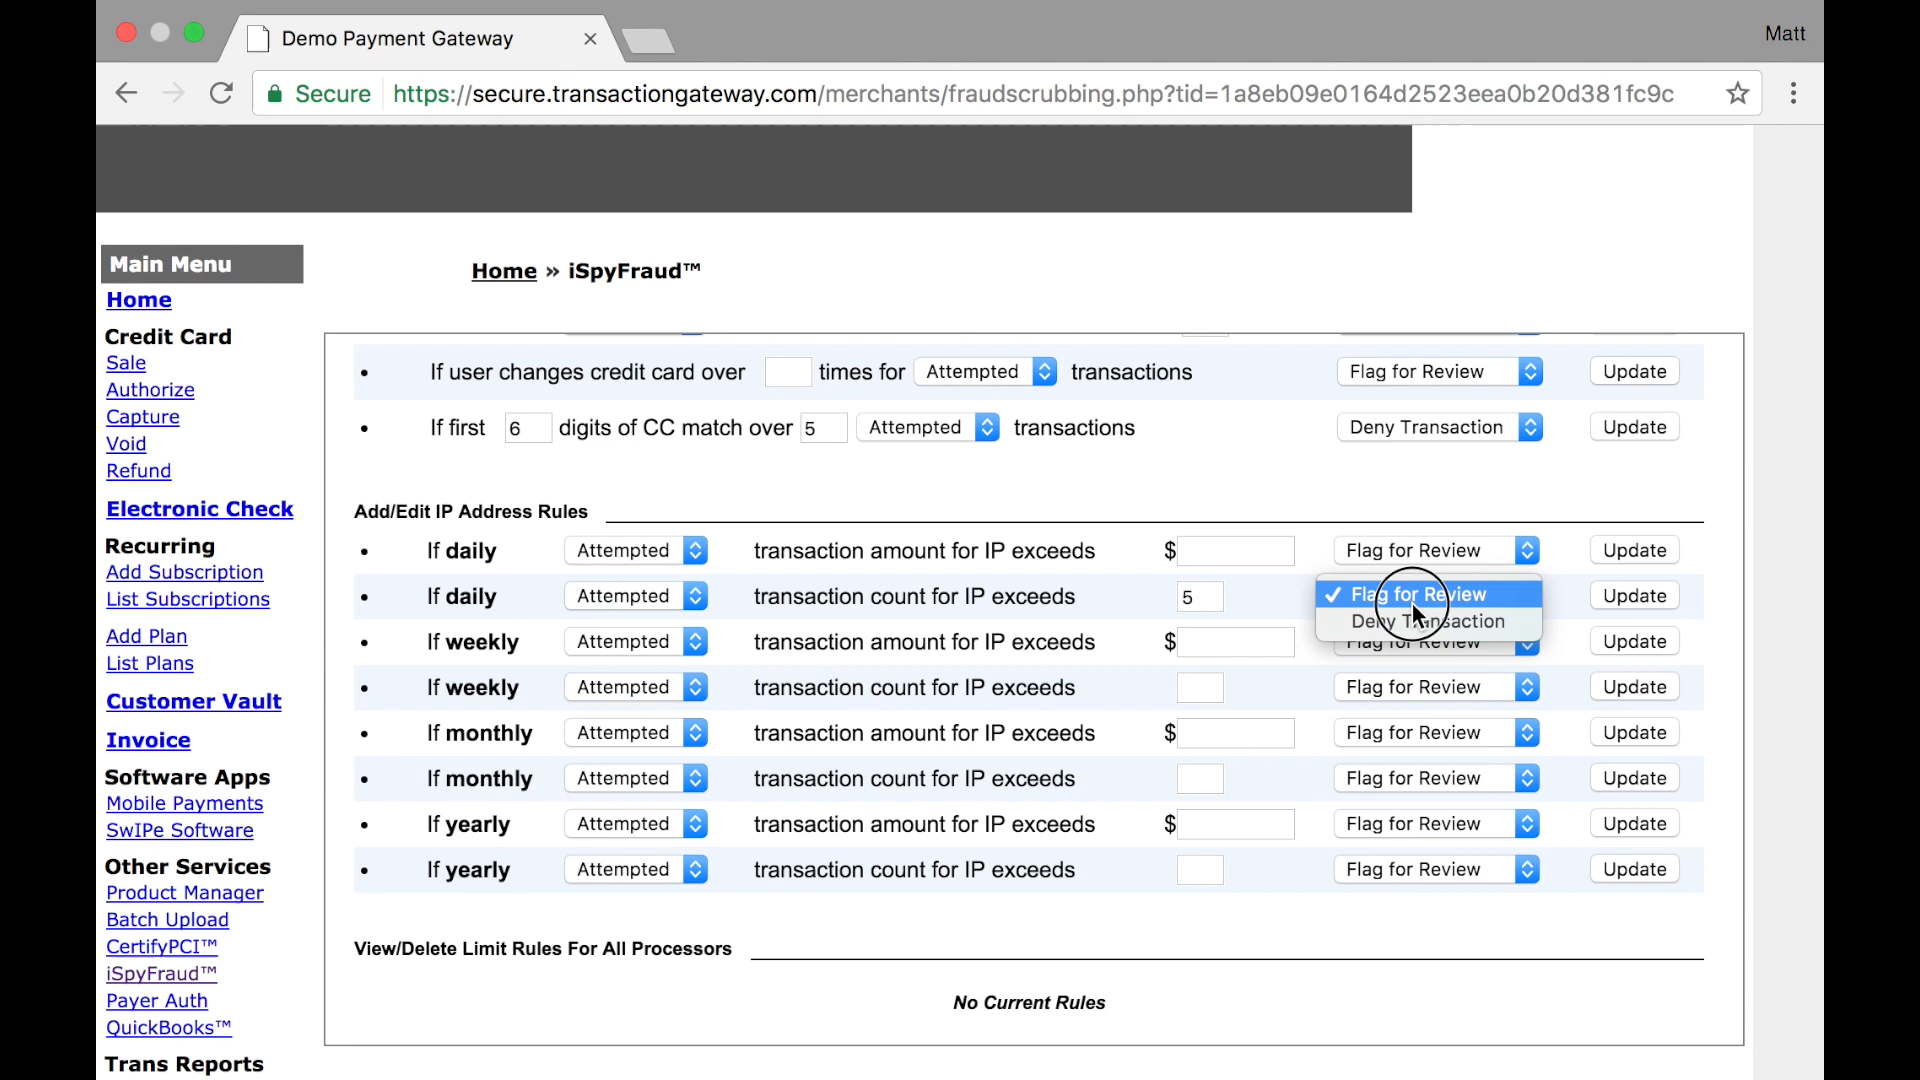 Demo Payment Gateway
Matt
Secure https://secure.transactiongateway.com/merchants/fraudscrubbing.php?tid=1a8eb09e0164d2523eea0b20d381fc9c
Main Menu
Home » iSpyFraud™
Home
Credit Card
Sale
Authorize
Capture
Void
Refund
Electronic Check
Recurring
Add Subscription
List Subscriptions
Add Plan
List Plans
Customer Vault
Invoice
Software Apps
Mobile Payments
SwIPe Software
Other Services
Product Manager
Batch Upload
CertifyPCI™
iSpyFraud™
Payer Auth
QuickBooks™
Trans Reports
If user changes credit card over times for Attempted transactions Flag for Review Update
If first 6 digits of CC match over 5 Attempted transactions Deny Transaction Update
Add/Edit IP Address Rules
If daily Attempted transaction amount for IP exceeds $ Flag for Review Update
If daily Attempted transaction count for IP exceeds 5 ✓ Flag for Review Update
Deny Transaction
If weekly Attempted transaction amount for IP exceeds $ Flag for Review Update
If weekly Attempted transaction count for IP exceeds Flag for Review Update
If monthly Attempted transaction amount for IP exceeds $ Flag for Review Update
If monthly Attempted transaction count for IP exceeds Flag for Review Update
If yearly Attempted transaction amount for IP exceeds $ Flag for Review Update
If yearly Attempted transaction count for IP exceeds Flag for Review Update
View/Delete Limit Rules For All Processors
No Current Rules